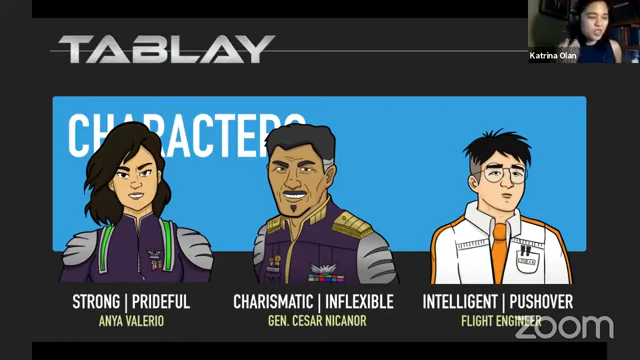 TABLAY
Katrina Olan
CHARACTERS
STRONG | PRIDEFUL
ANYA VALERIO
CHARISMATIC | INFLEXIBLE
GEN. CESAR NICANOR
INTELLIGENT | PUSHOVER
FLIGHT ENGINEER
zoom